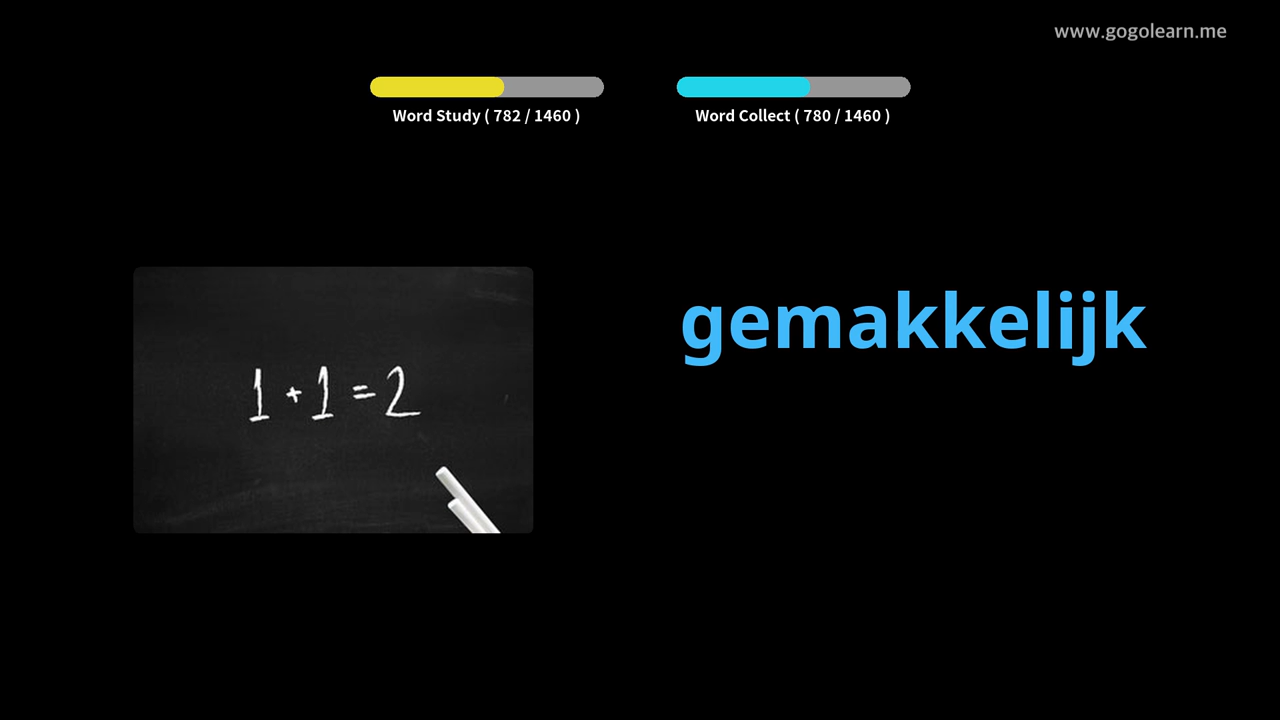 www.gogolearn.me
Word Study ( 782 / 1460 )
Word Collect ( 780 / 1460 )
1 + 1 = 2
gemakkelijk